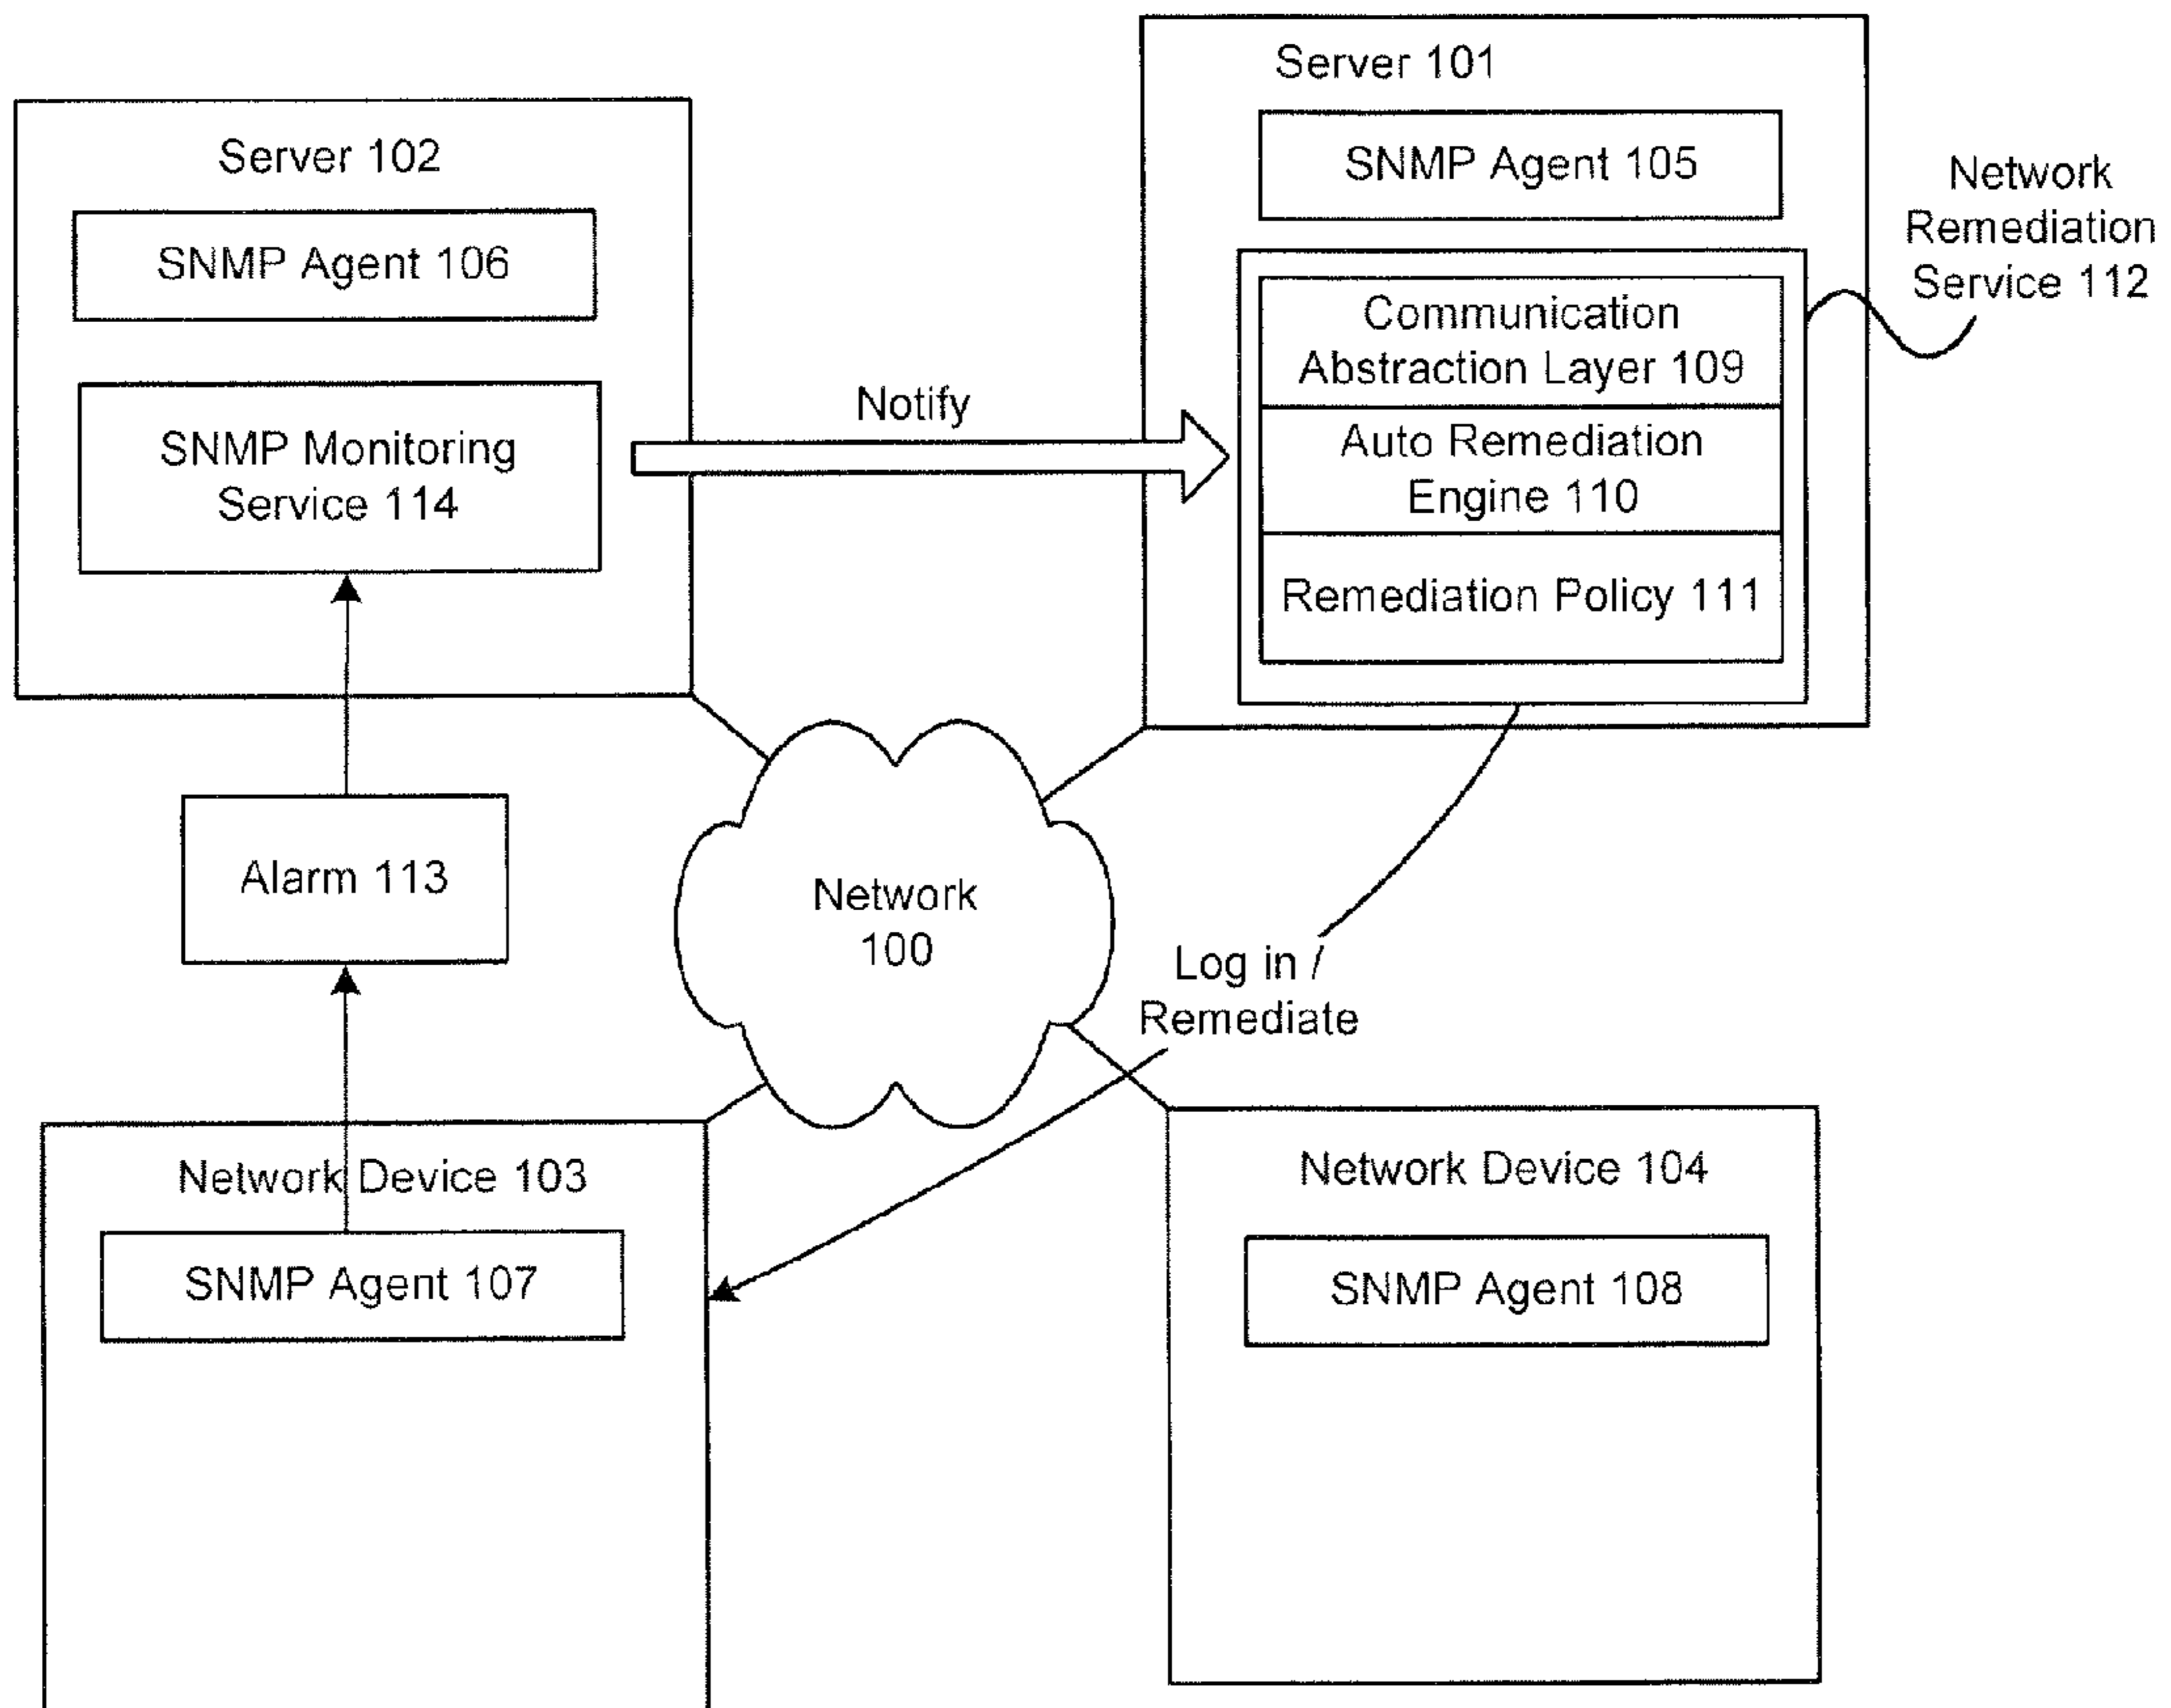 Server 102
SNMP Agent 106
SNMP Monitoring
Service 114
Notify
Server 101
SNMP Agent 105
Communication
Abstraction Layer 109
Auto Remediation
Engine 110
Remediation Policy 111
Network
Remediation
Service 112
Alarm 113
Network
100
Log in /
Remediate
Network Device 103
SNMP Agent 107
Network Device 104
SNMP Agent 108